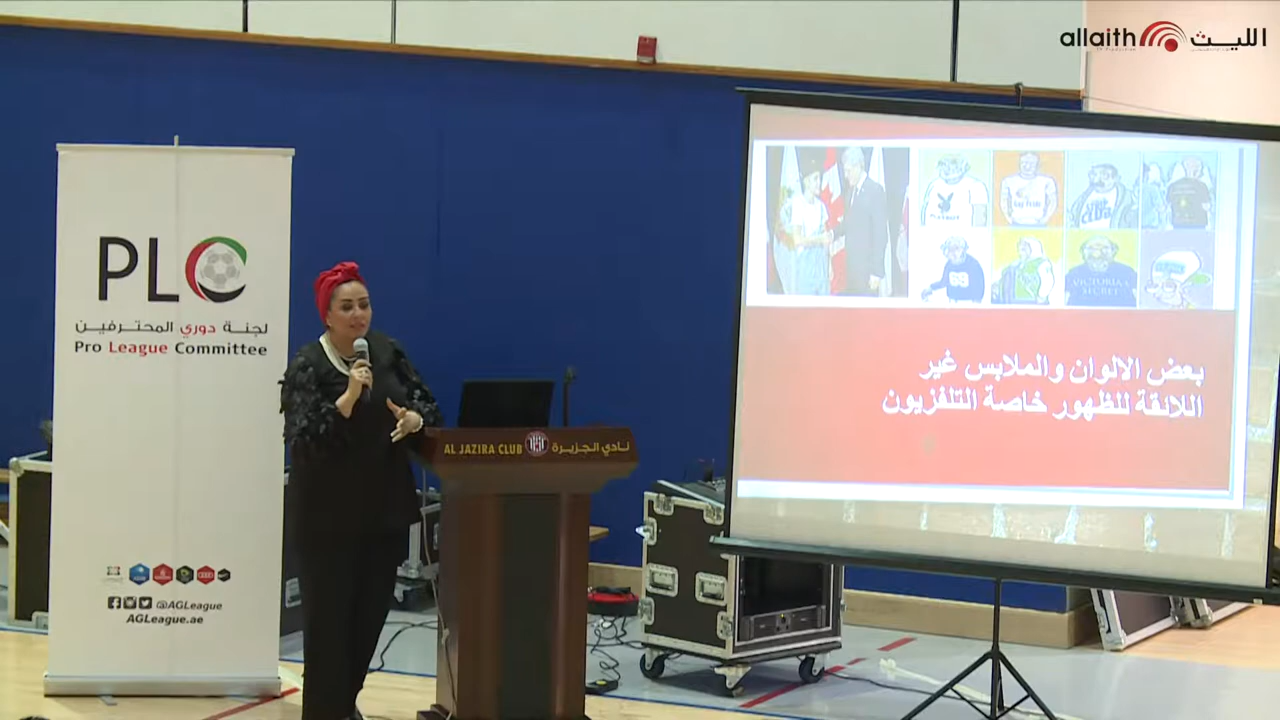 allaith الليث
PLC
لجنة دوري المحترفين
Pro League Committee
@AGLeague
AGLeague.ae
AL JAZIRA CLUB نادي الجزيرة
بعض الالوان والملابس غير
اللائقة للظهور خاصة التلفزيون
VICTORIA'S
SECRET
69